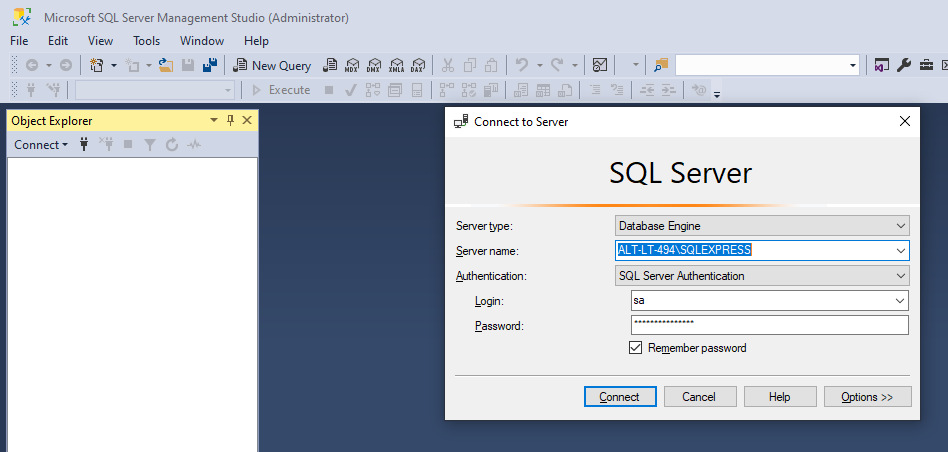 Microsoft SQL Server Management Studio (Administrator)
File Edit View Tools Window Help
New Query MDX DMX XMLA DAX
Execute
Object Explorer
Connect
Connect to Server
SQL Server
Server type: Database Engine
Server name: ALT-LT-494\SQLEXPRESS
Authentication: SQL Server Authentication
Login: sa
Password: ***************
Remember password
Connect Cancel Help Options >>